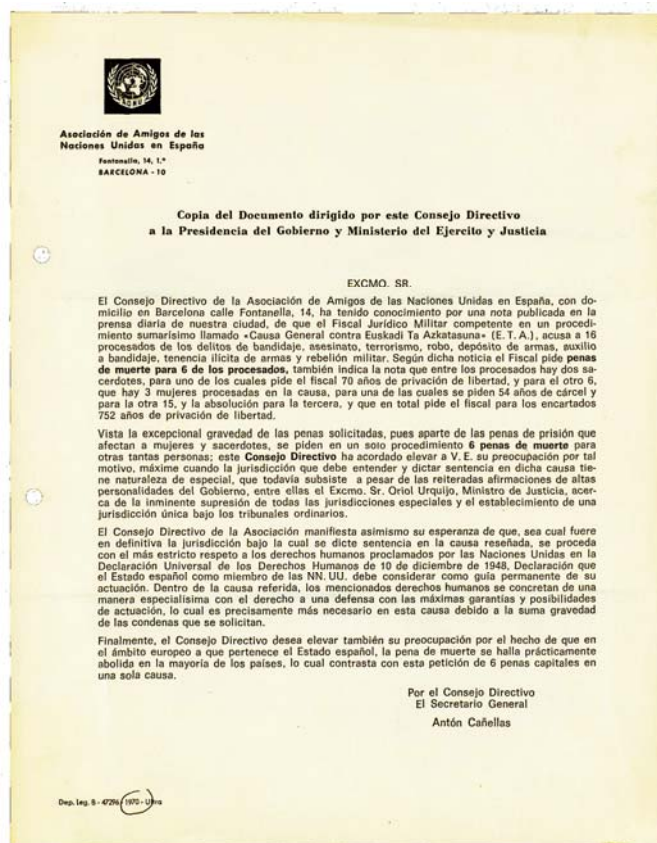 Asociación de Amigos de las
Naciones Unidas en España
Fontanella, 14, 1.º
BARCELONA - 10
Copia del Documento dirigido por este Consejo Directivo
a la Presidencia del Gobierno y Ministerio del Ejercito y Justicia
EXCMO. SR.
El Consejo Directivo de la Asociación de Amigos de las Naciones Unidas en España, con do-
micilio en Barcelona calle Fontanella, 14, ha tenido conocimiento por una nota publicada en la
prensa diaria de nuestra ciudad, de que el Fiscal Jurídico Militar competente en un procedi-
miento sumarísimo llamado «Causa General contra Euskadi Ta Azkatasuna» (E.T.A.), acusa a 16
procesados de los delitos de bandidaje, asesinato, terrorismo, robo, depósito de armas, auxilio
a bandidaje, tenencia ilícita de armas y rebelión militar. Según dicha noticia el Fiscal pide penas
de muerte para 6 de los procesados, también indica la nota que entre los procesados hay dos sa-
cerdotes, para uno de los cuales pide el fiscal 70 años de privación de libertad, y para el otro 6,
que hay 3 mujeres procesadas en la causa, para una de las cuales se piden 54 años de cárcel y
para la otra 15, y la absolución para la tercera, y que en total pide el fiscal para los encartados
752 años de privación de libertad.
Vista la excepcional gravedad de las penas solicitadas, pues aparte de las penas de prisión que
afectan a mujeres y sacerdotes, se piden en un solo procedimiento 6 penas de muerte para
otras tantas personas; este Consejo Directivo ha acordado elevar a V. E. su preocupación por tal
motivo, máxime cuando la jurisdicción que debe entender y dictar sentencia en dicha causa tie-
ne naturaleza de especial, que todavía subsiste a pesar de las reiteradas afirmaciones de altas
personalidades del Gobierno, entre ellas el Excmo. Sr. Oriol Urquijo, Ministro de Justicia, acer-
ca de la inminente supresión de todas las jurisdicciones especiales y el establecimiento de una
jurisdicción única bajo los tribunales ordinarios.
El Consejo Directivo de la Asociación manifiesta asimismo su esperanza de que, sea cual fuere
en definitiva la jurisdicción bajo la cual se dicte sentencia en la causa reseñada, se proceda
con el más estricto respeto a los derechos humanos proclamados por las Naciones Unidas en la
Declaración Universal de los Derechos Humanos de 10 de diciembre de 1948, Declaración que
el Estado español como miembro de las NN. UU. debe considerar como guía permanente de su
actuación. Dentro de la causa referida, los mencionados derechos humanos se concretan de una
manera especialísima con el derecho a una defensa con las máximas garantías y posibilidades
de actuación, lo cual es precisamente más necesario en esta causa debido a la suma gravedad
de las condenas que se solicitan.
Finalmente, el Consejo Directivo desea elevar también su preocupación por el hecho de que en
el ámbito europeo a que pertenece el Estado español, la pena de muerte se halla prácticamente
abolida en la mayoría de los países, lo cual contrasta con esta petición de 6 penas capitales en
una sola causa.
Por el Consejo Directivo
El Secretario General
Antón Cañellas
Dep. Leg. B - 47296 - 1970 -